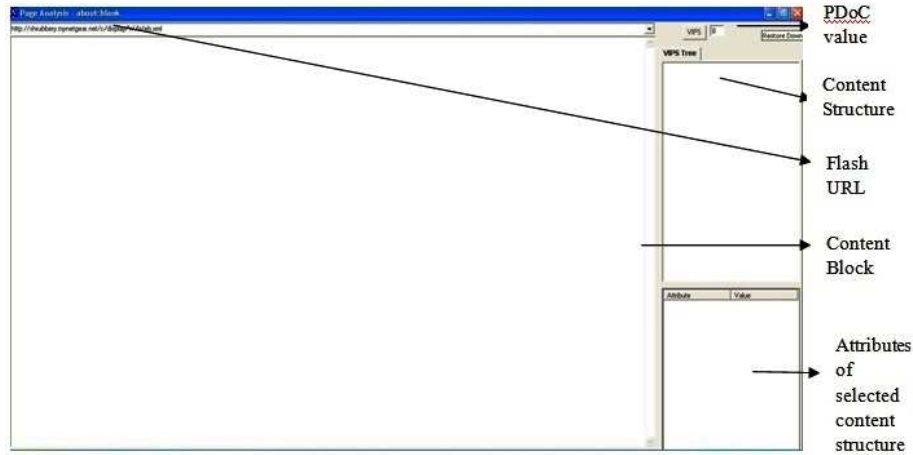 Page Analysis - about:blank
VIPS
Restore Down
VIPS Tree
Attribute Value
PDoC
value
Content
Structure
Flash
URL
Content
Block
Attributes
of
selected
content
structure